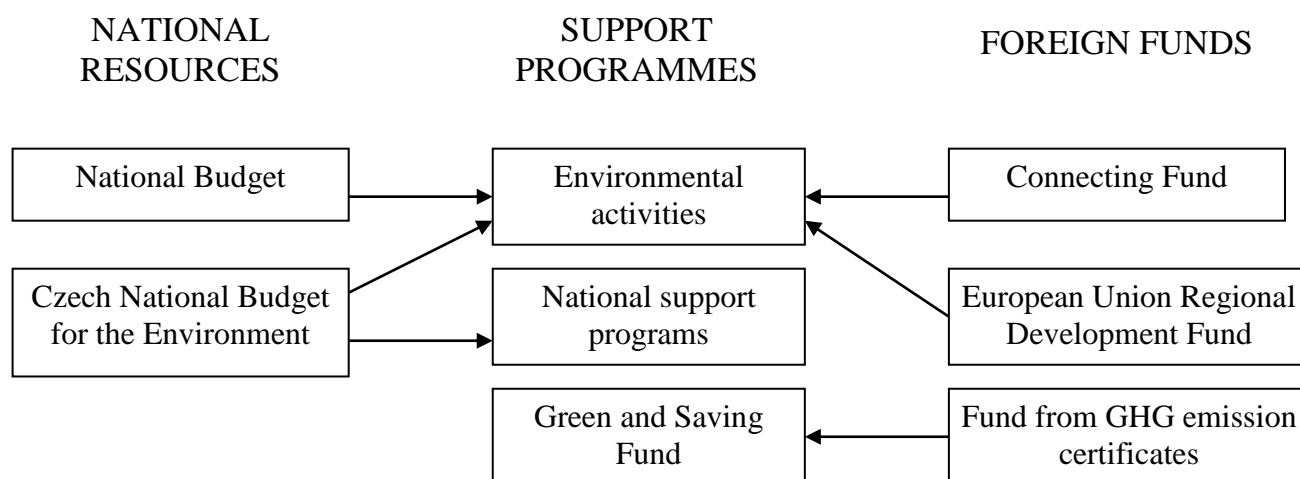 NATIONAL
RESOURCES
SUPPORT
PROGRAMMES
FOREIGN FUNDS
National Budget
Environmental
activities
Connecting Fund
Czech National Budget
for the Environment
National support
programs
European Union Regional
Development Fund
Green and Saving
Fund
Fund from GHG emission
certificates